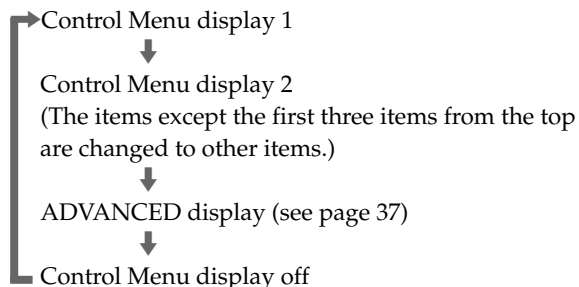 Control Menu display 1
Control Menu display 2
(The items except the first three items from the top
are changed to other items.)
ADVANCED display (see page 37)
Control Menu display off